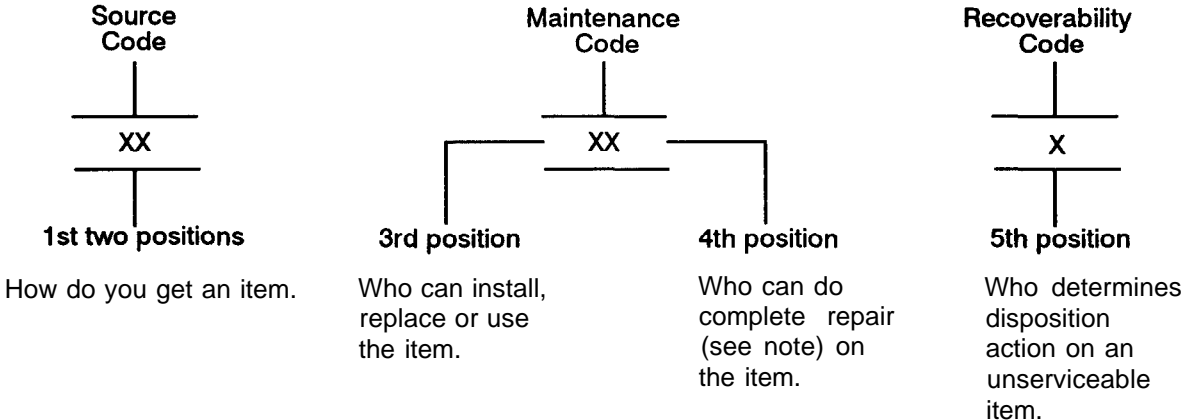 Source
Code
Maintenance
Code
Recoverability
Code
XX
XX
X
1st two positions
3rd position
4th position
5th position
How do you get an item.
Who can install,
replace or use
the item.
Who can do
complete repair
(see note) on
the item.
Who determines
disposition
action on an
unserviceable
item.